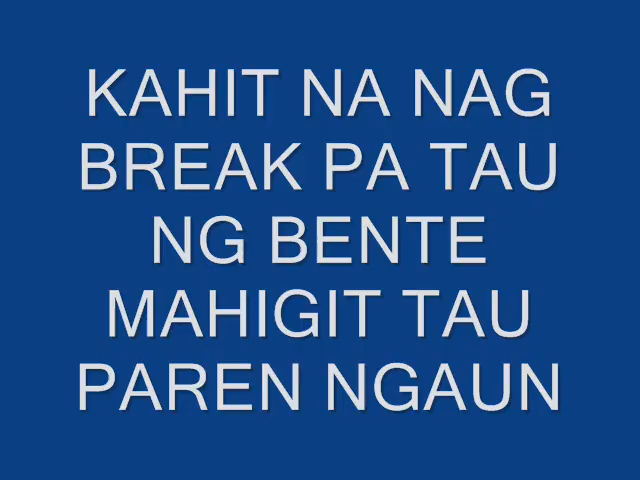 KAHIT NA NAG
BREAK PA TAU
NG BENTE
MAHIGIT TAU
PAREN NGAUN